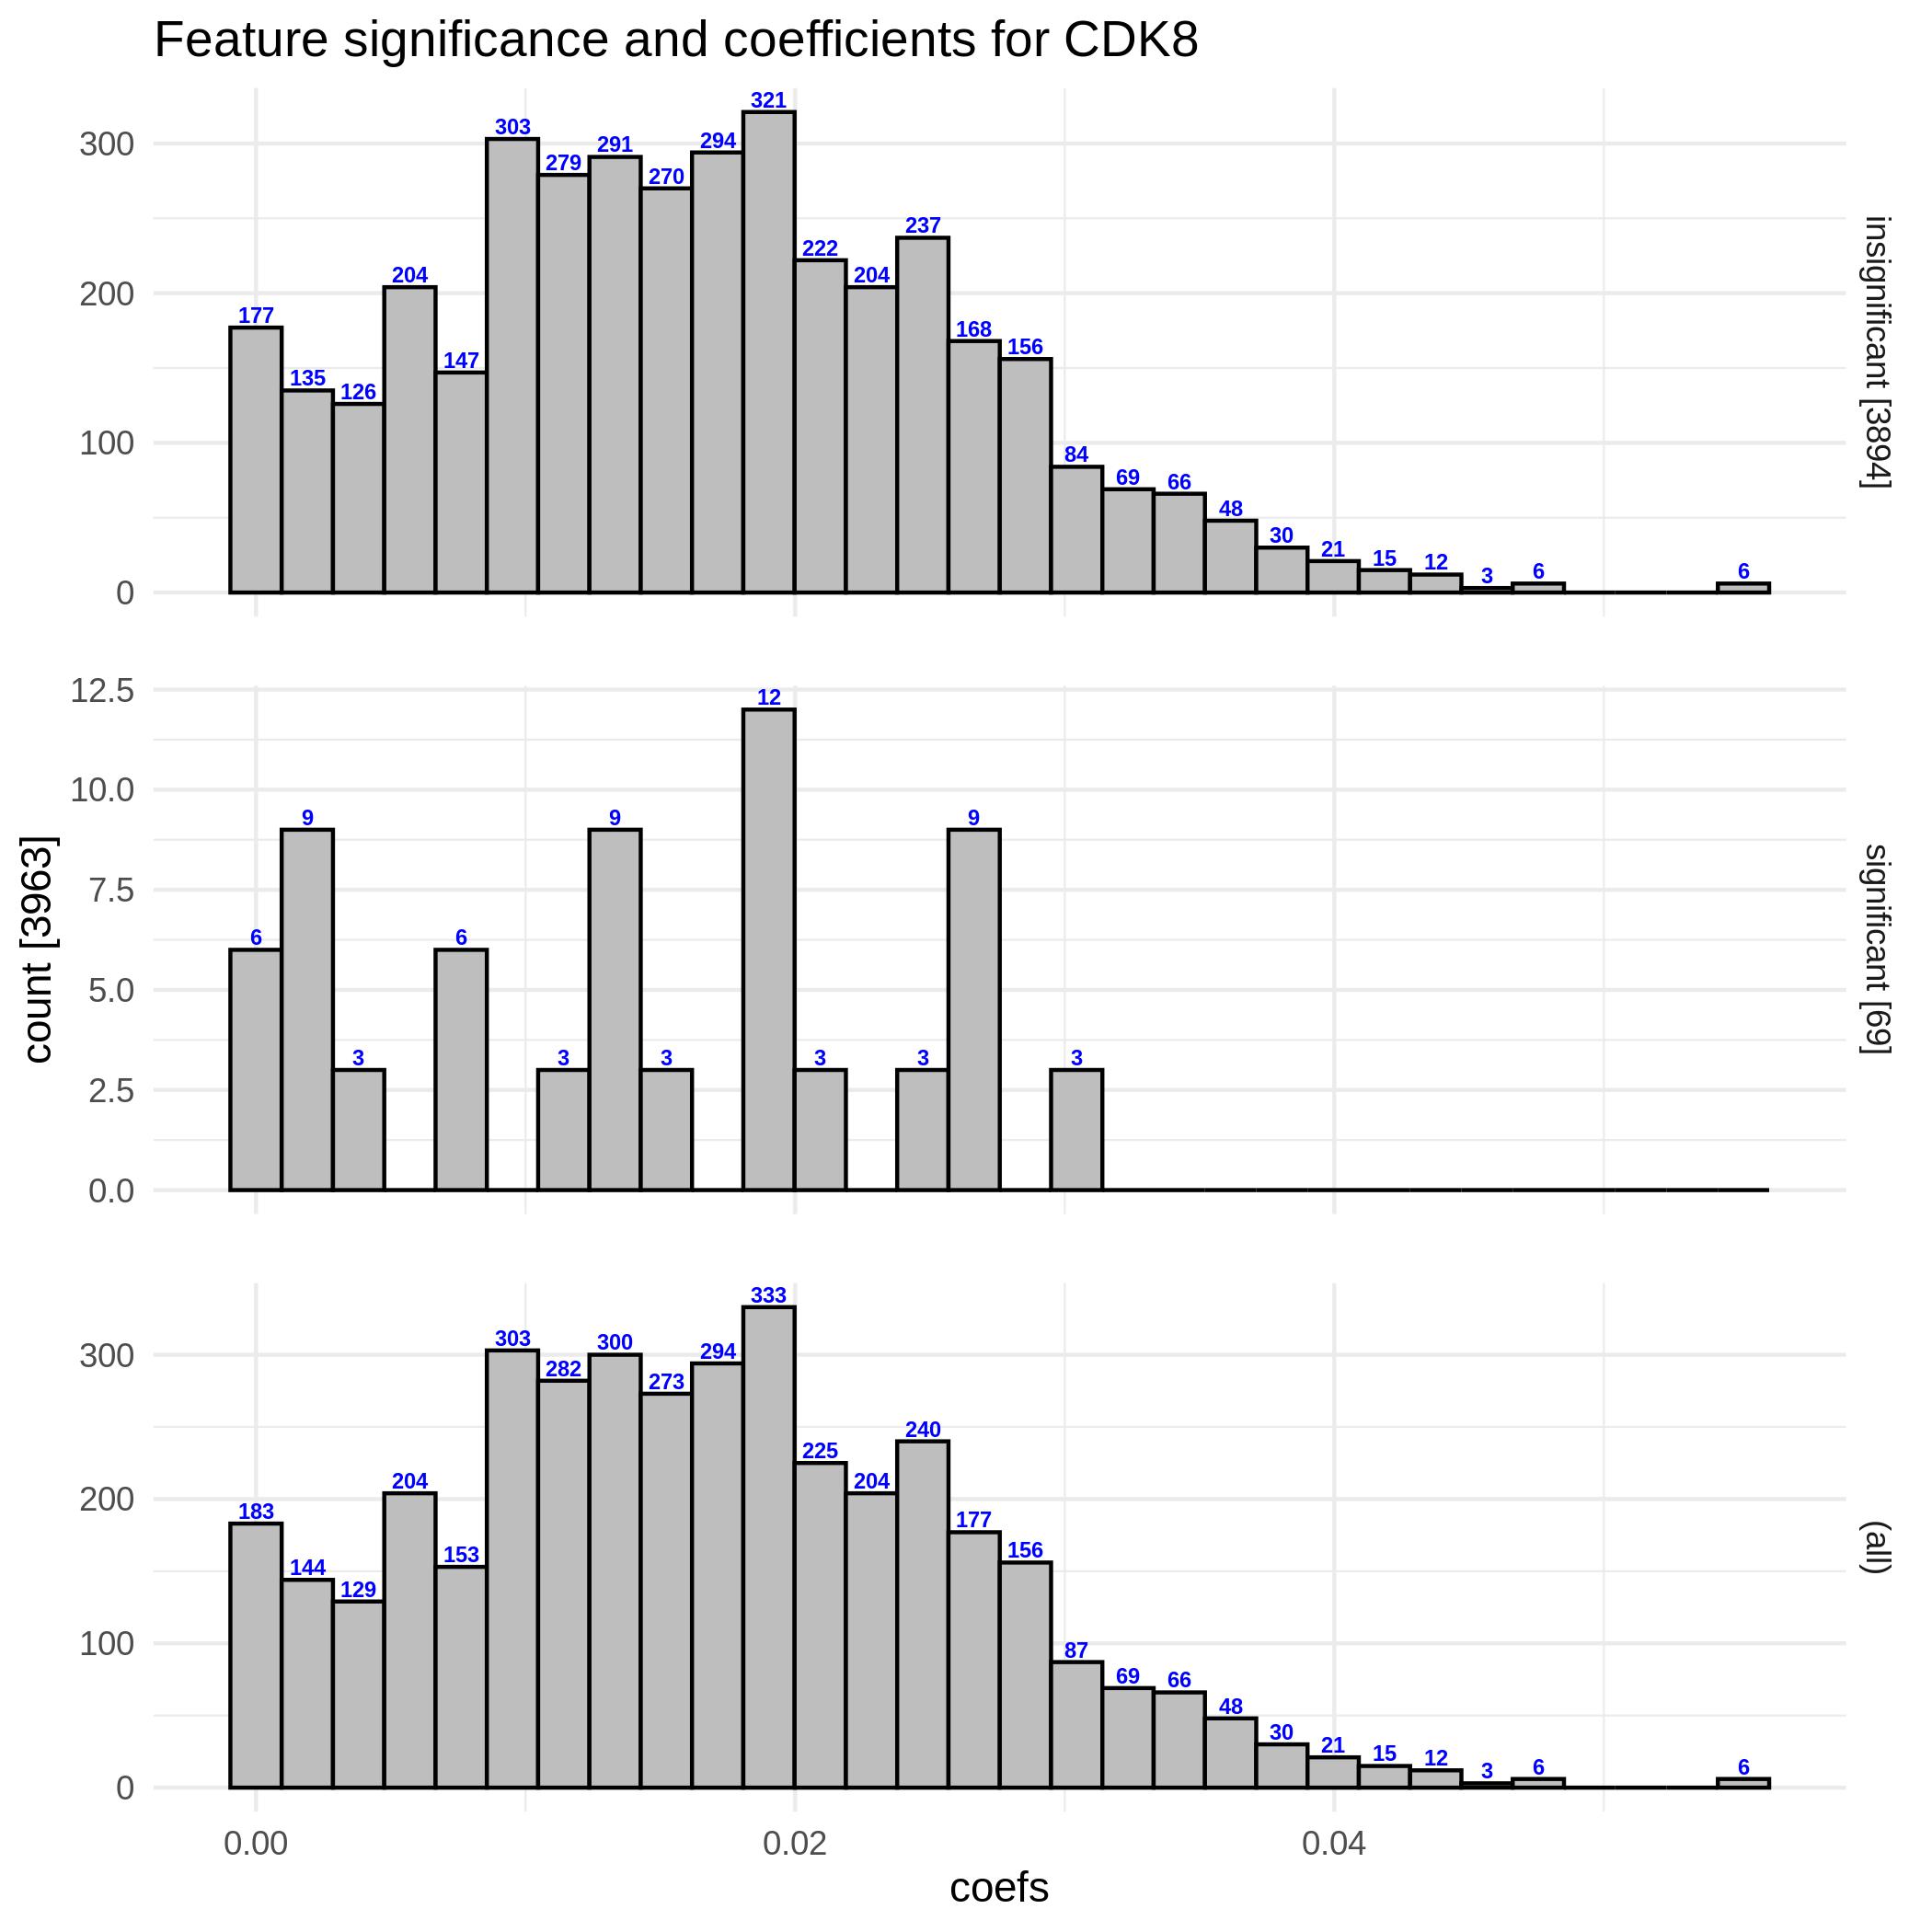 Feature significance and coefficients for CDK8
300
200
100
0
177 135 126 204 147 303 279 291 270 294 321 222 204 237 168 156 84 69 66 48 30 21 15 12 3 6 6
insignificant [3894]
count [3963]
12.5
10.0
7.5
5.0
2.5
0.0
6 9 3 6 3 9 3 12 3 3 9 3
significant [69]
300
200
100
0
183 144 129 204 153 303 282 300 273 294 333 225 204 240 177 156 87 69 66 48 30 21 15 12 3 6 6
(all)
0.00 0.02 0.04
coefs